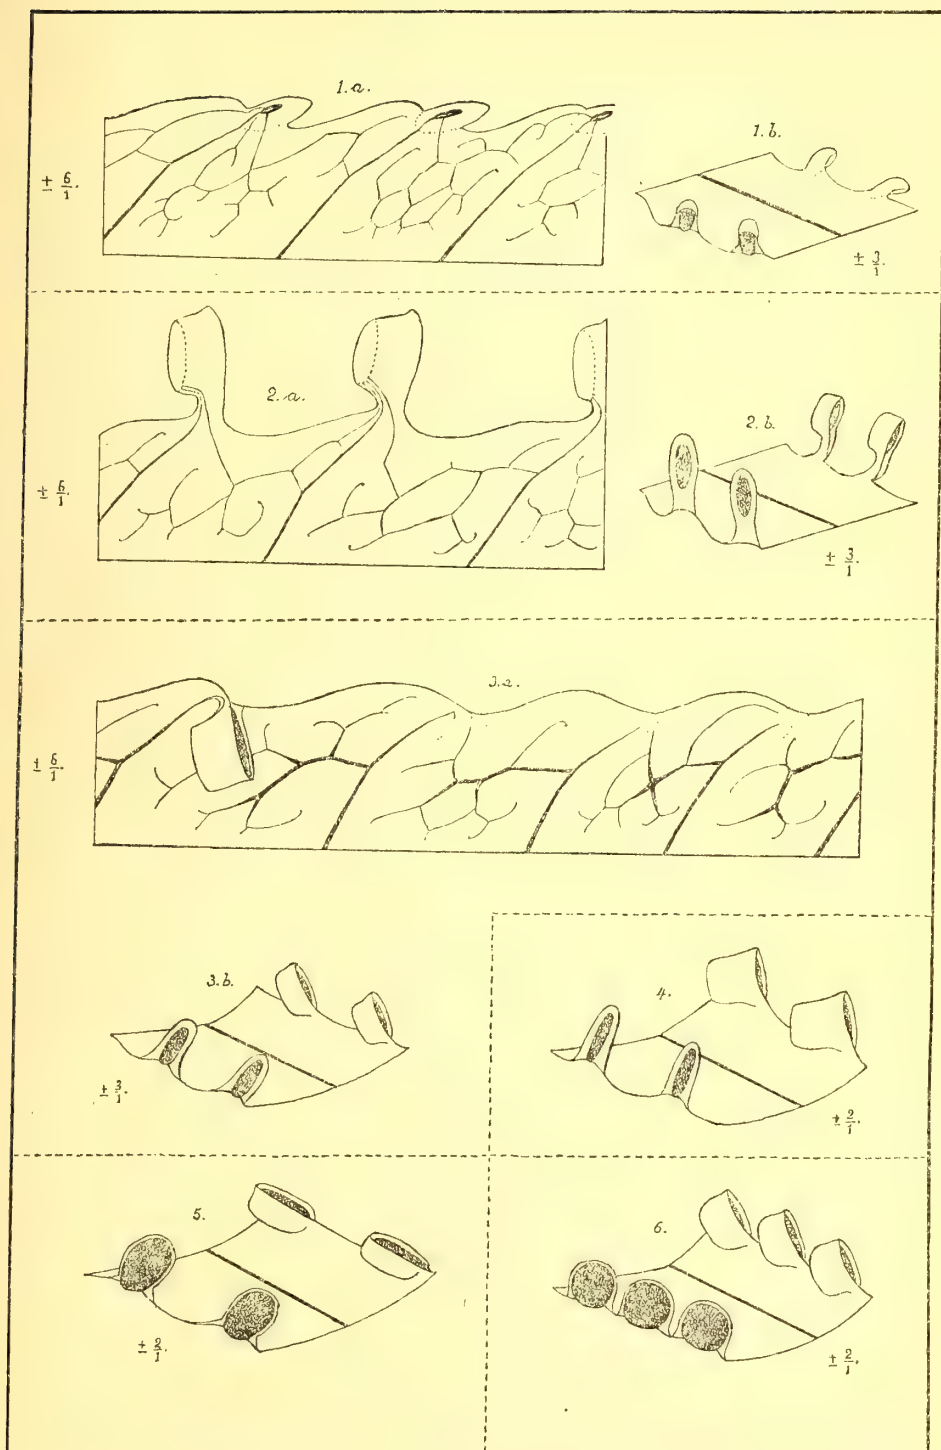 1.a.
± 6/1.
1.b.
± 3/1.
2.a.
± 6/1.
2.b.
± 3/1.
3.a.
± 6/1.
3.b.
± 3/1.
4.
± 2/1.
5.
± 2/1.
6.
± 2/1.